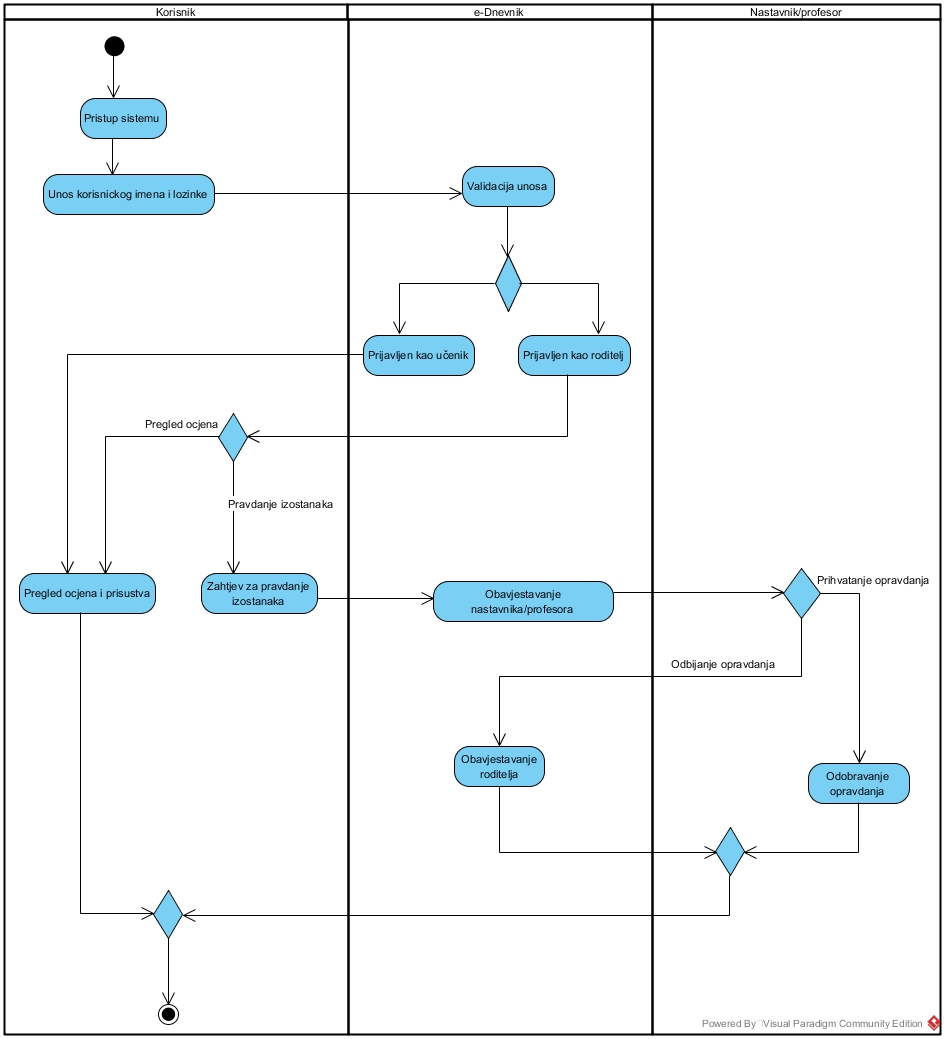 Korisnik
e-Dnevnik
Nastavnik/profesor
Pristup sistemu
Unos korisnickog imena i lozinke
Validacija unosa
Prijavljen kao učenik
Prijavljen kao roditelj
Pregled ocjena
Pravdanje izostanaka
Pregled ocjena i prisustva
Zahtjev za pravdanje
izostanaka
Obavjestavanje
nastavnika/profesora
Prihvatanje opravdanja
Odbijanje opravdanja
Obavjestavanje
roditelja
Odobravanje
opravdanja
Powered By Visual Paradigm Community Edition